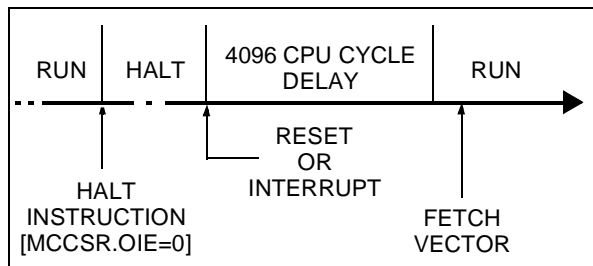 RUN
HALT
4096 CPU CYCLE
DELAY
RUN
HALT
INSTRUCTION
[MCCSR.OIE=0]
RESET
OR
INTERRUPT
FETCH
VECTOR